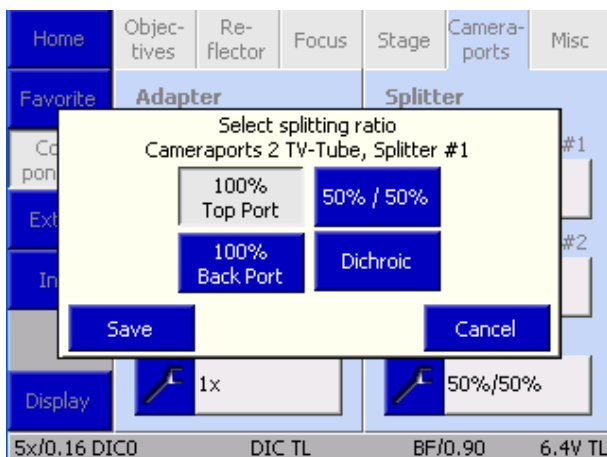 Home
Objec-
tives
Re-
flector
Focus
Stage
Camera-
ports
Misc
Favorite
Adapter
Splitter
Select splitting ratio
Cameraports 2 TV-Tube, Splitter #1
#1
100%
Top Port
50% / 50%
#2
100%
Back Port
Dichroic
Save
Cancel
Display
1x
50%/50%
5x/0.16 DIC0
DIC TL
BF/0.90
6.4V TL